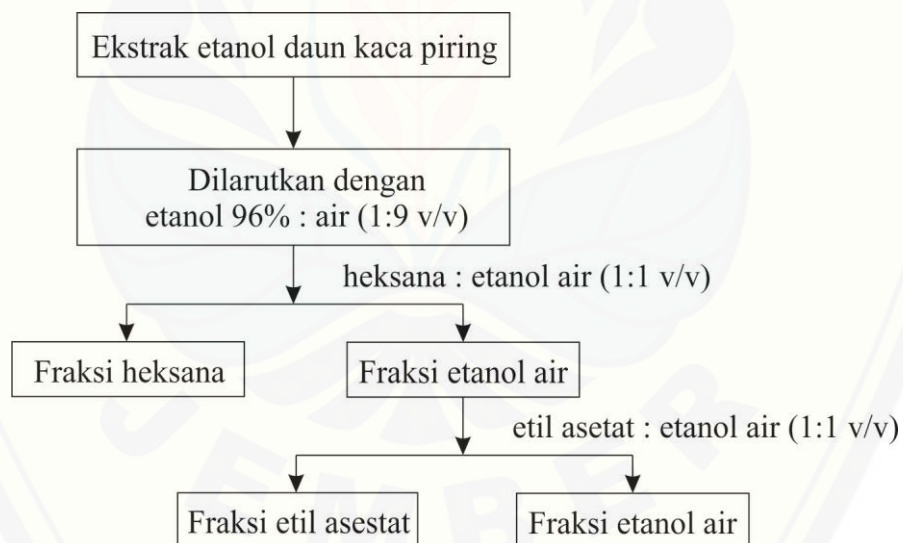 Ekstrak etanol daun kaca piring
Dilarutkan dengan
etanol 96% : air (1:9 v/v)
heksana : etanol air (1:1 v/v)
Fraksi heksana
Fraksi etanol air
etil asetat : etanol air (1:1 v/v)
Fraksi etil asestat
Fraksi etanol air
JEMBER